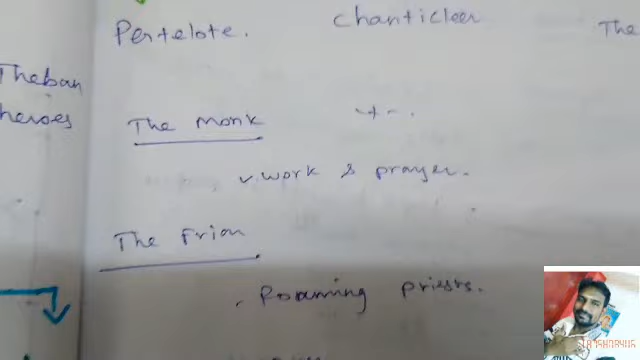 Pertelote. Chanticleer The
Theban
heroes
The Monk
work & prayer.
The Friar
Roaming priests.